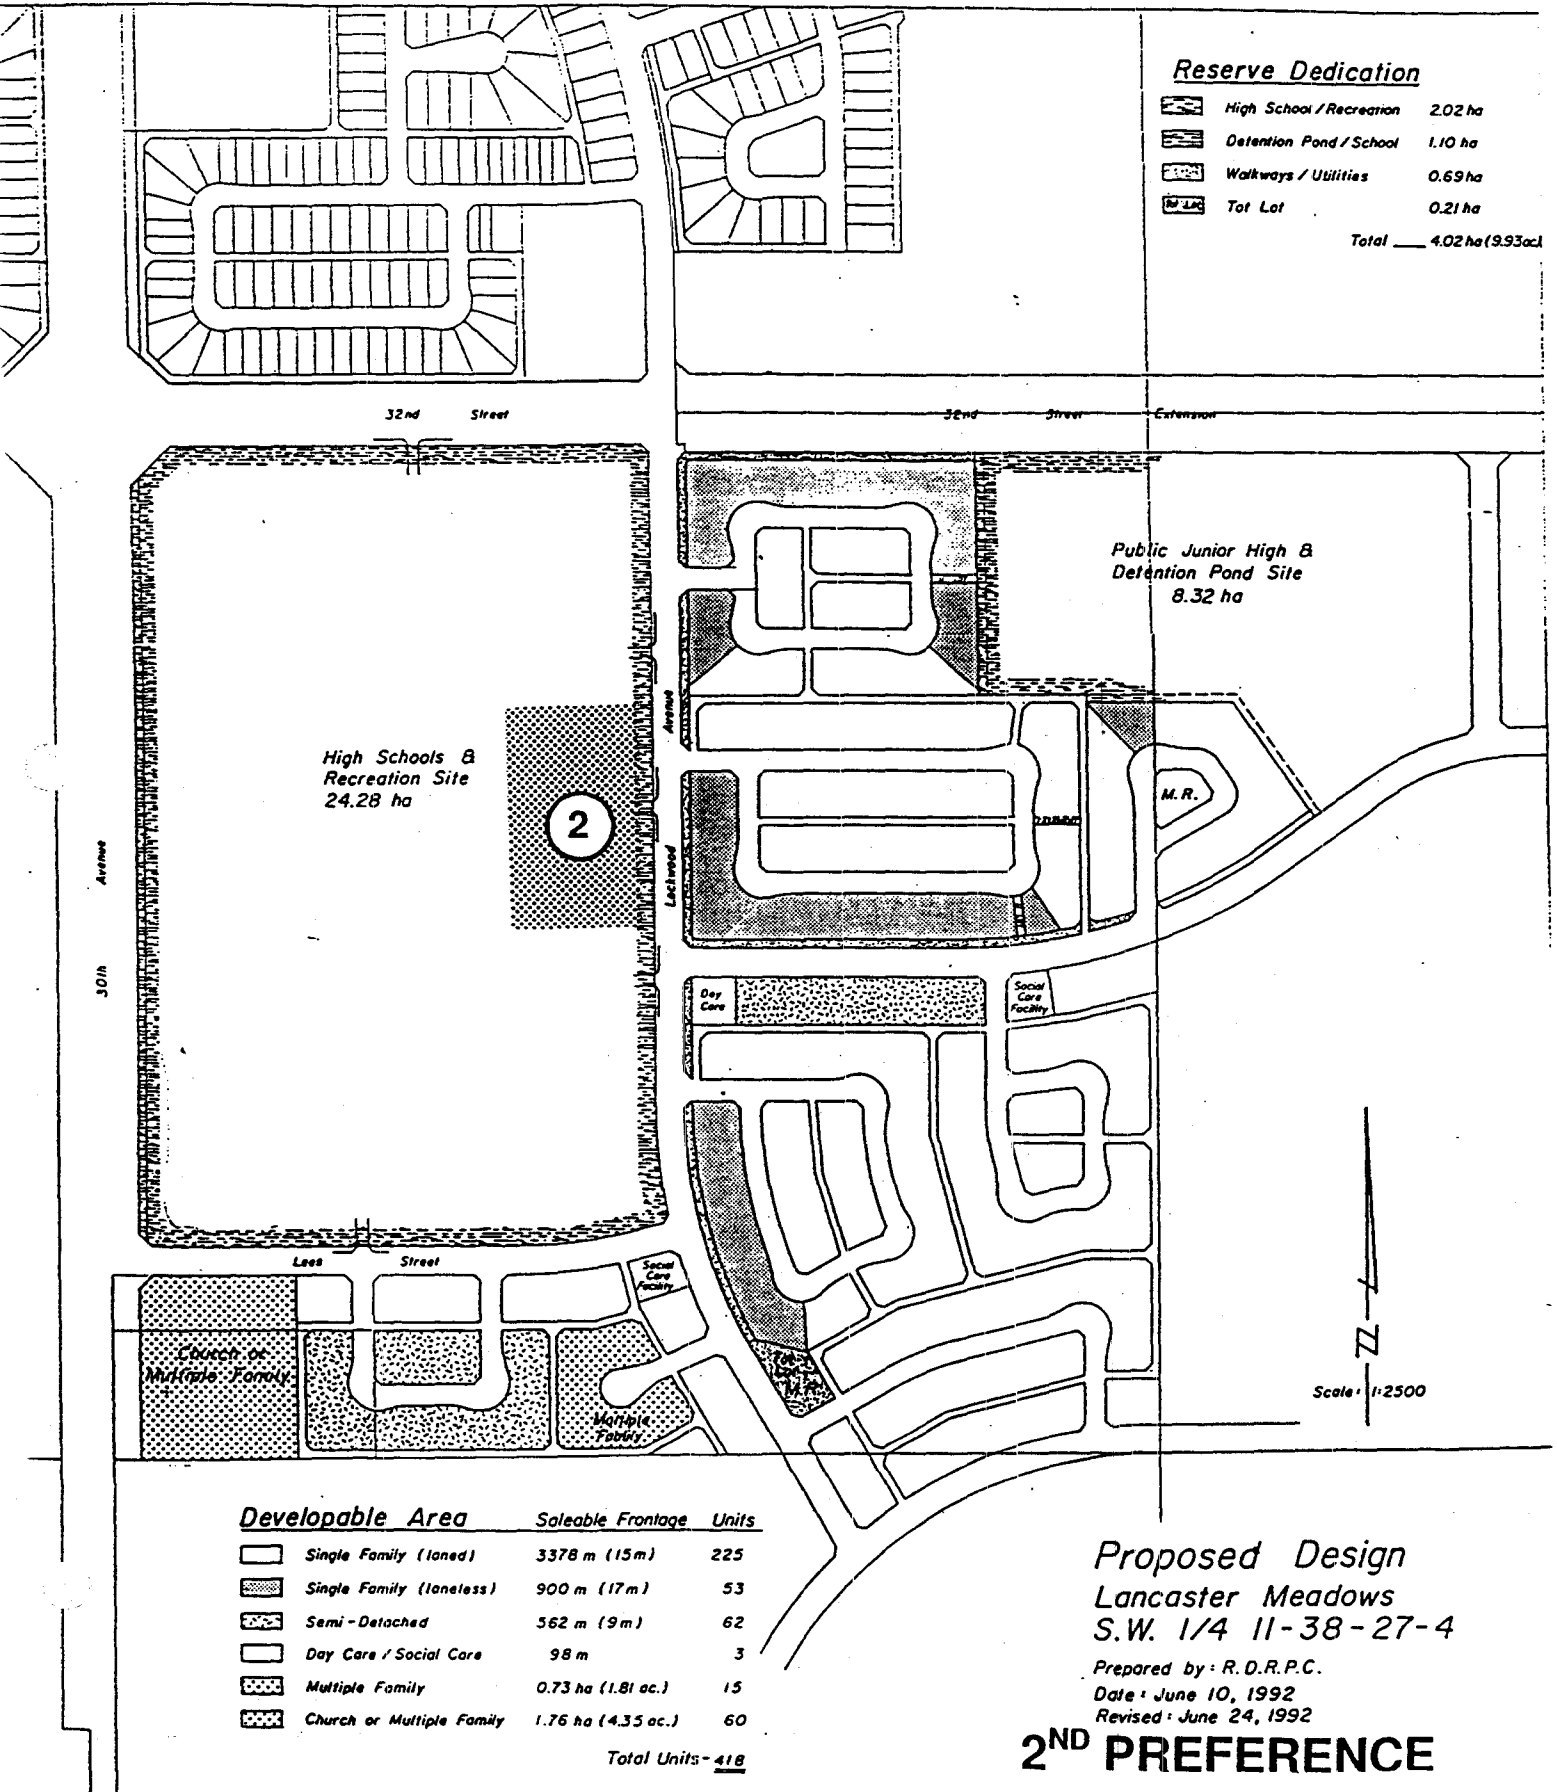 Reserve Dedication
High School / Recreation 2.02 ha
Detention Pond / School 1.10 ha
Walkways / Utilities 0.69 ha
Tot Lot Tot Lot 0.21 ha
Total 4.02 ha (9.93 ac)
32nd Street
32nd Street Extension
Public Junior High &
Detention Pond Site
8.32 ha
High Schools &
Recreation Site
24.28 ha
2
Lockwood Avenue
30th Avenue
M.R.
Day
Care
Social
Care
Facility
Lees Street
Social
Care
Facility
Church or
Multiple Family
Multiple
Family
Tot
Lot
M.R.
N
Scale: 1:2500
Developable Area Saleable Frontage Units
Single Family (laned) 3378 m (15m) 225
Single Family (laneless) 900 m (17m) 53
Semi-Detached 562 m (9m) 62
Day Care / Social Care 98 m 3
Multiple Family 0.73 ha (1.81 ac.) 15
Church or Multiple Family 1.76 ha (4.35 ac.) 60
Total Units - 418
Proposed Design
Lancaster Meadows
S.W. 1/4 11-38-27-4
Prepared by: R.D.R.P.C.
Date: June 10, 1992
Revised: June 24, 1992
2ND PREFERENCE